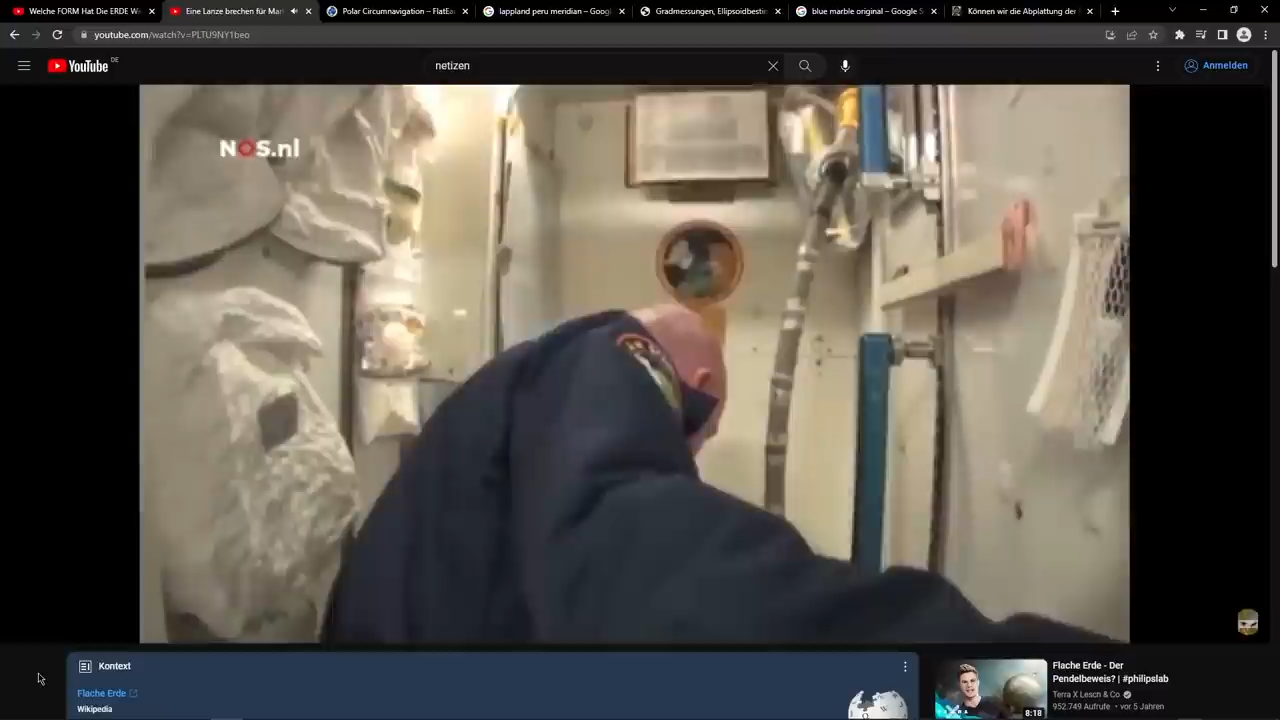 Welche FORM Hat Die ERDE W
Eine Lanze brechen für Mar
Polar Circumnavigation – FlatEa
lappland peru meridian – Googl
Gradmessungen, Ellipsoidbestin
blue marble original – Google S
Können wir die Abplattung der
youtube.com/watch?v=PLTU9NY1beo
YouTube DE
netizen
Anmelden
NOS.nl
Kontext
Flache Erde
Wikipedia
Flache Erde - Der
Pendelbeweis? | #philipslab
Terra X Lesch & Co
952.749 Aufrufe • vor 5 Jahren
8:18